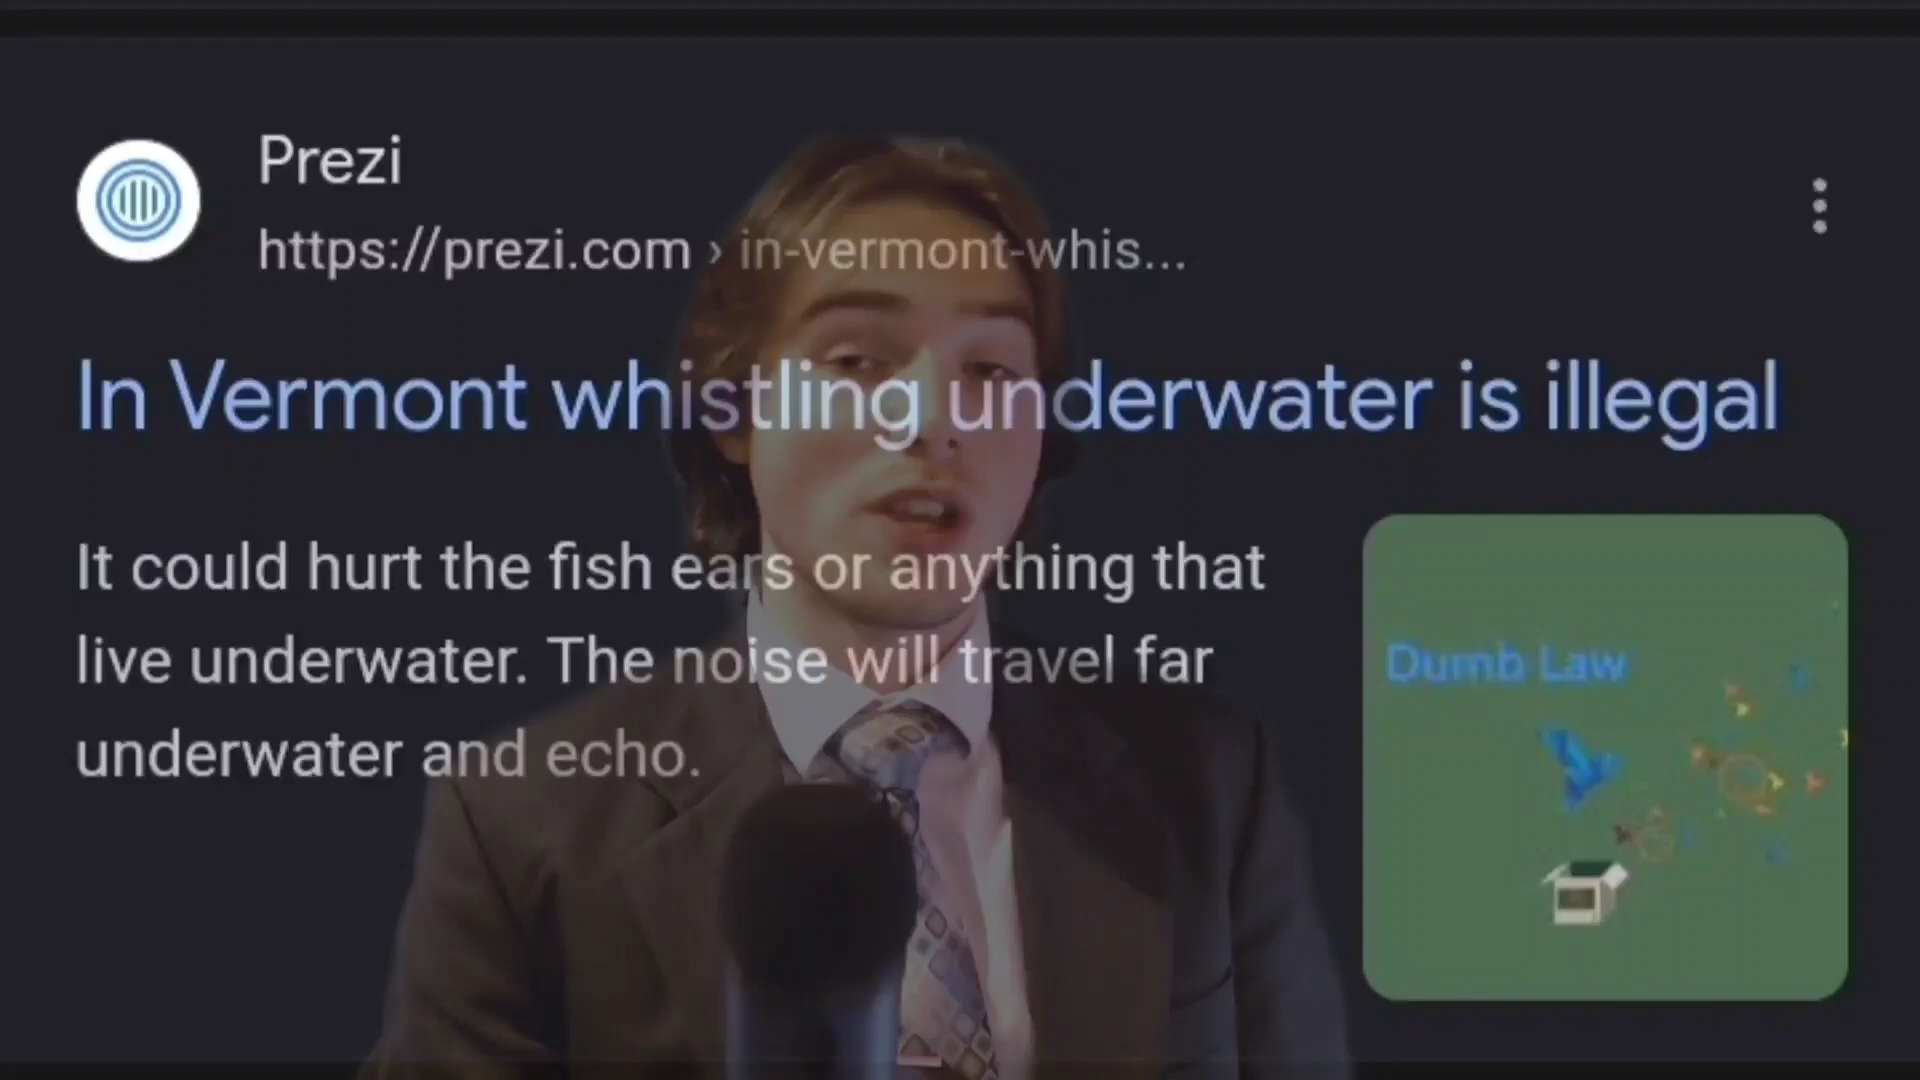 Prezi
https://prezi.com › in-vermont-whis...
In Vermont whistling underwater is illegal
It could hurt the fish ears or anything that
live underwater. The noise will travel far
underwater and echo.
Dumb Law